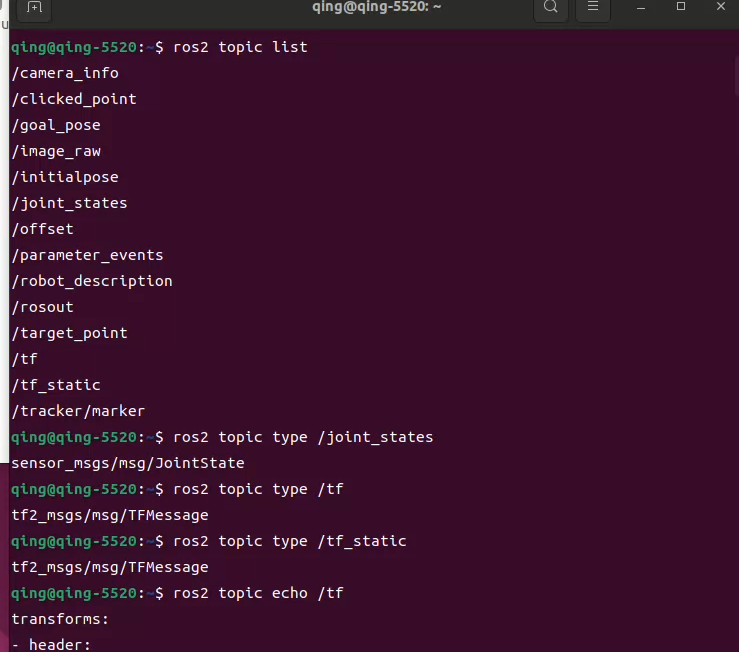 qing@qing-5520: ~
qing@qing-5520:~$ ros2 topic list
/camera_info
/clicked_point
/goal_pose
/image_raw
/initialpose
/joint_states
/offset
/parameter_events
/robot_description
/rosout
/target_point
/tf
/tf_static
/tracker/marker
qing@qing-5520:~$ ros2 topic type /joint_states
sensor_msgs/msg/JointState
qing@qing-5520:~$ ros2 topic type /tf
tf2_msgs/msg/TFMessage
qing@qing-5520:~$ ros2 topic type /tf_static
tf2_msgs/msg/TFMessage
qing@qing-5520:~$ ros2 topic echo /tf
transforms:
- header: